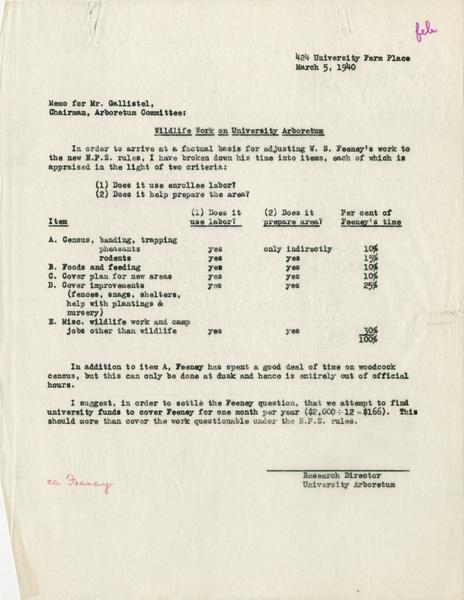 file
424 University Farm Place
March 5, 1940
Memo for Mr. Gallistel,
Chairman, Arboretum Committee:
Wildlife Work on University Arboretum
In order to arrive at a factual basis for adjusting W. S. Feeney's work to
the new N.P.S. rules, I have broken down his time into items, each of which is
appraised in the light of two criteria:
(1) Does it use enrollee labor?
(2) Does it help prepare the area?
(1) Does it (2) Does it Per cent of
Item use labor? prepare area? Feeney's time
A. Census, banding, trapping
pheasants yes only indirectly 10%
rodents yes yes 15%
B. Foods and feeding yes yes 10%
C. Cover plan for new areas yes yes 10%
D. Cover improvements yes yes 25%
(fences, snags, shelters,
help with plantings &
nursery)
E. Misc. wildlife work and camp
jobs other than wildlife yes yes 30%
100%
In addition to item A, Feeney has spent a good deal of time on woodcock
census, but this can only be done at dusk and hence is entirely out of official
hours.
I suggest, in order to settle the Feeney question, that we attempt to find
university funds to cover Feeney for one month per year ($2,000÷12 =$166). This
should more than cover the work questionable under the N.P.S. rules.
Research Director
University Arboretum
cc Feeney